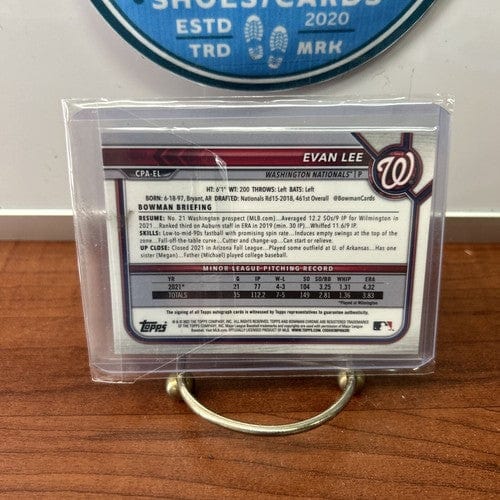 SHOES/CARDS
ESTD 2020
TRD MRK
EVAN LEE
CPA-EL
WASHINGTON NATIONALS | P
W
HT: 6'1" WT: 200 THROWS: Left BATS: Left
BORN: 6-18-97, Bryant, AR DRAFTED: Nationals Rd15-2018, 461st Overall @BowmanCards
BOWMAN BRIEFING
RESUME: No. 21 Washington prospect (MLB.com)...Averaged 12.2 SOs/9 IP for Wilmington in
2021...Ranked third on Auburn staff in ERA in 2019 (min. 30 IP)...Whiffed 11.6/9 IP.
SKILLS: Low-to-mid-90s fastball with promising spin rate...Induces empty swings at the top of the
zone...Fall-off the table curve...Cutter and change-up...Can start or relieve.
UP CLOSE: Closed 2021 in Arizona Fall League...Played some outfield at U. of Arkansas...Has one
sister (Megan)...Father (Michael) played college baseball.
MINOR LEAGUE PITCHING RECORD
YR G IP W-L SO SO/BB WHIP ERA
2021* 21 77 4-3 104 3.25 1.31 4.32
TOTALS 35 112.2 7-5 149 2.81 1.36 3.83
*Played at Wilmington
The signing of all Topps autograph cards is witnessed by Topps representatives to guarantee authenticity.
Topps